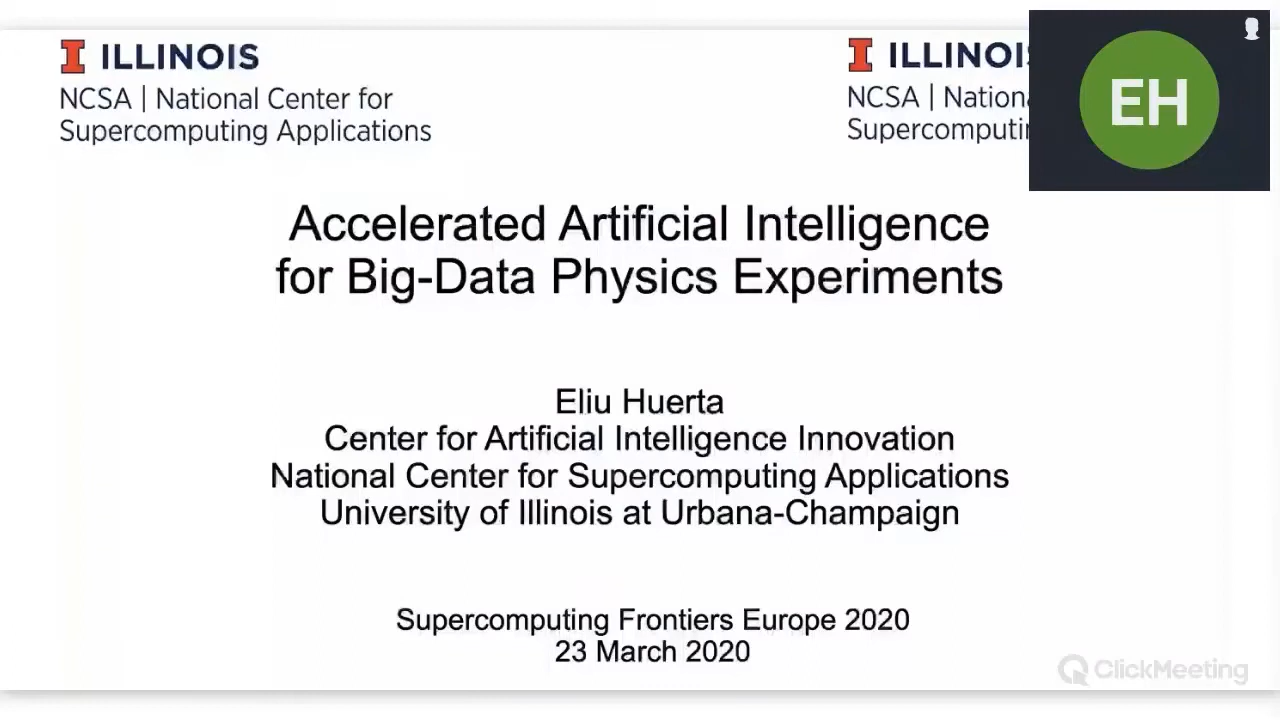 ILLINOIS
NCSA | National Center for
Supercomputing Applications
ILLINOIS
NCSA |
Accelerated Artificial Intelligence
for Big-Data Physics Experiments
Eliu Huerta
Center for Artificial Intelligence Innovation
National Center for Supercomputing Applications
University of Illinois at Urbana-Champaign
Supercomputing Frontiers Europe 2020
23 March 2020
EH
ClickMeeting